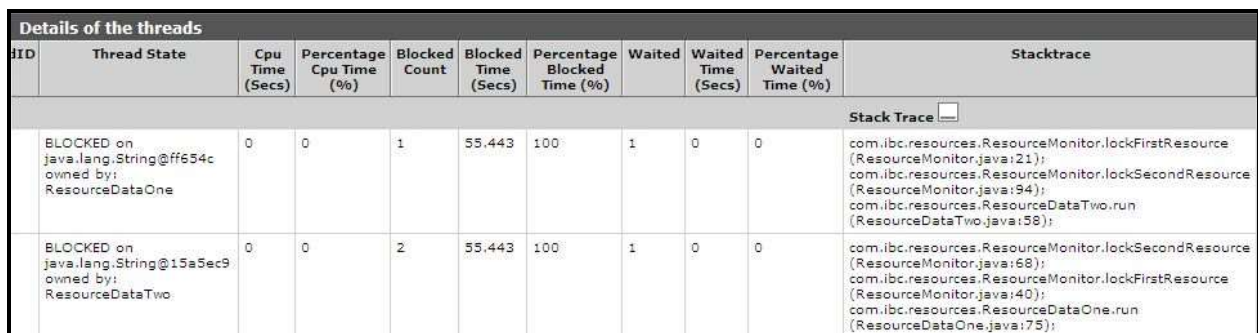 Details of the threads
dID Thread State Cpu Time (Secs) Percentage Cpu Time (%) Blocked Count Blocked Time (Secs) Percentage Blocked Time (%) Waited Waited Time (Secs) Percentage Waited Time (%) Stacktrace
Stack Trace
BLOCKED on 0 0 1 55.443 100 1 0 0 com.ibc.resources.ResourceMonitor.lockFirstResource
java.lang.String@ff654c (ResourceMonitor.java:21);
owned by: com.ibc.resources.ResourceMonitor.lockSecondResource
ResourceDataOne (ResourceMonitor.java:94);
com.ibc.resources.ResourceDataTwo.run
(ResourceDataTwo.java:58);
BLOCKED on 0 0 2 55.443 100 1 0 0 com.ibc.resources.ResourceMonitor.lockSecondResource
java.lang.String@15a5ec9 (ResourceMonitor.java:68);
owned by: com.ibc.resources.ResourceMonitor.lockFirstResource
ResourceDataTwo (ResourceMonitor.java:40);
com.ibc.resources.ResourceDataOne.run
(ResourceDataOne.java:75);